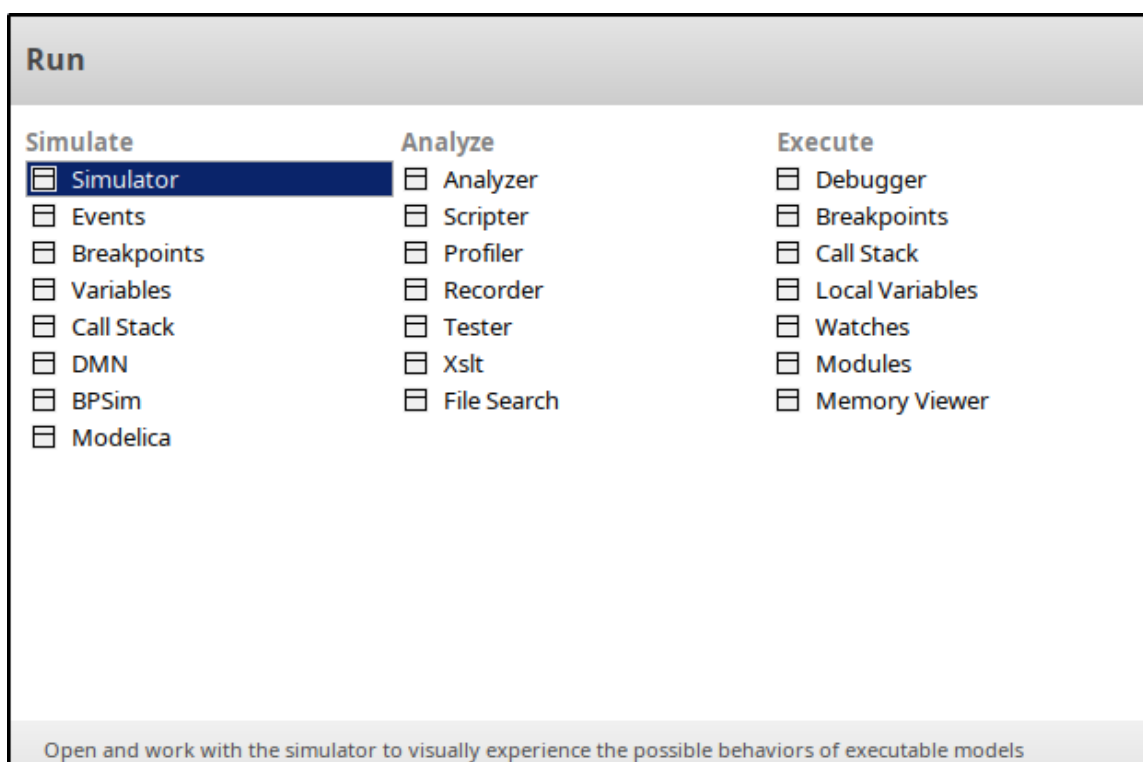 Run
Simulate
Simulator
Events
Breakpoints
Variables
Call Stack
DMN
BPSim
Modelica
Analyze
Analyzer
Scripter
Profiler
Recorder
Tester
Xslt
File Search
Execute
Debugger
Breakpoints
Call Stack
Local Variables
Watches
Modules
Memory Viewer
Open and work with the simulator to visually experience the possible behaviors of executable models